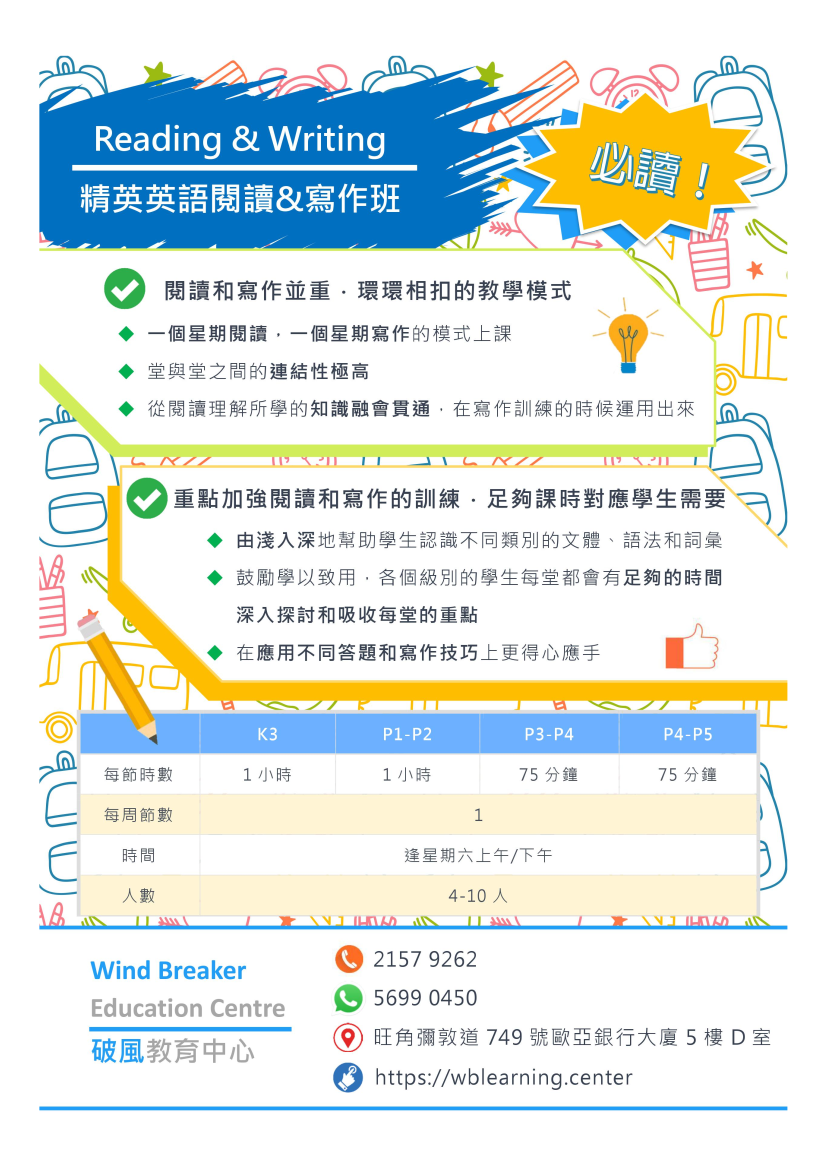 Reading & Writing
精英英語閱讀&寫作班
必讀！
閱讀和寫作並重．環環相扣的教學模式
一個星期閱讀，一個星期寫作的模式上課
堂與堂之間的連結性極高
從閱讀理解所學的知識融會貫通，在寫作訓練的時候運用出來
重點加強閱讀和寫作的訓練．足夠課時對應學生需要
由淺入深地幫助學生認識不同類別的文體、語法和詞彙
鼓勵學以致用，各個級別的學生每堂都會有足夠的時間
深入探討和吸收每堂的重點
在應用不同答題和寫作技巧上更得心應手
K3 P1-P2 P3-P4 P4-P5
每節時數 1 小時 1 小時 75 分鐘 75 分鐘
每周節數 1
時間 逢星期六上午/下午
人數 4-10 人
Wind Breaker
Education Centre
破風教育中心
2157 9262
5699 0450
旺角彌敦道 749 號歐亞銀行大廈 5 樓 D 室
https://wblearning.center